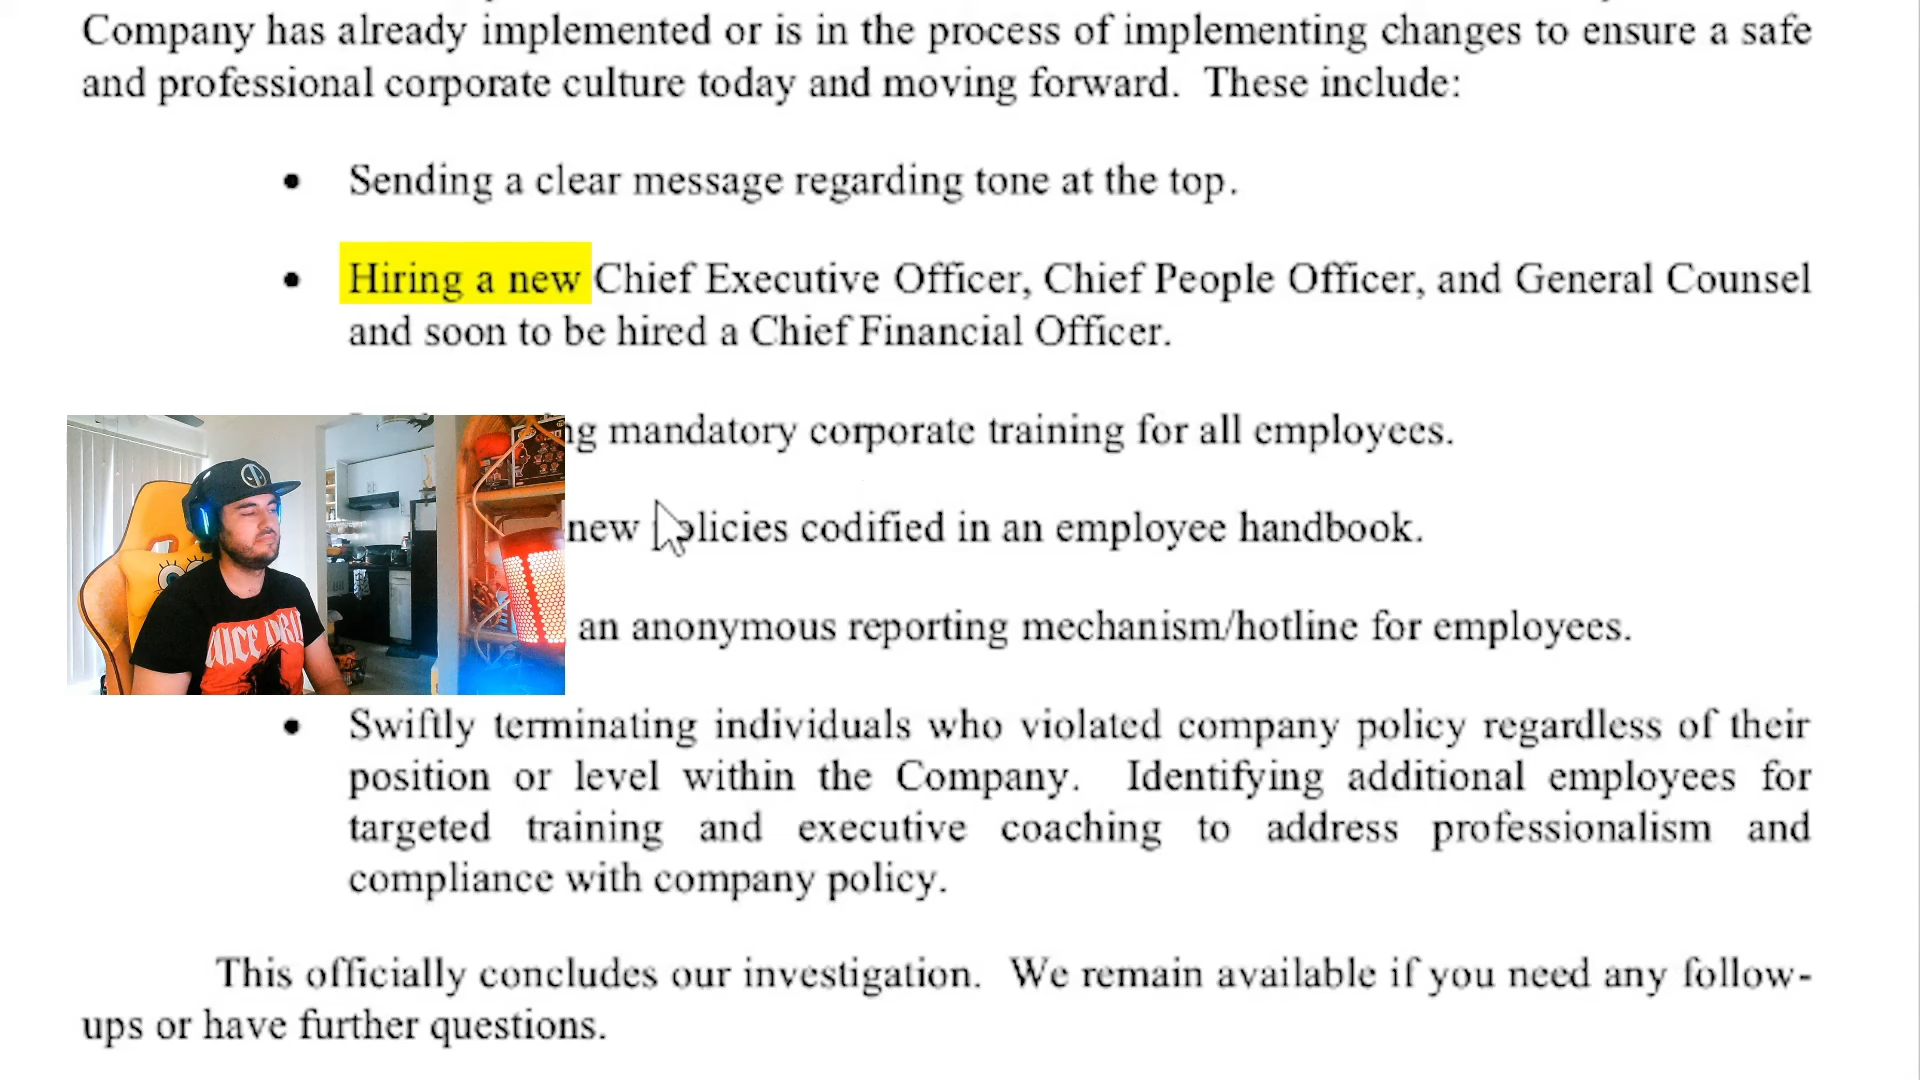 Company has already implemented or is in the process of implementing changes to ensure a safe
and professional corporate culture today and moving forward. These include:
• Sending a clear message regarding tone at the top.
• Hiring a new Chief Executive Officer, Chief People Officer, and General Counsel
and soon to be hired a Chief Financial Officer.
mandatory corporate training for all employees.
new policies codified in an employee handbook.
an anonymous reporting mechanism/hotline for employees.
• Swiftly terminating individuals who violated company policy regardless of their
position or level within the Company. Identifying additional employees for
targeted training and executive coaching to address professionalism and
compliance with company policy.
This officially concludes our investigation. We remain available if you need any follow-
ups or have further questions.